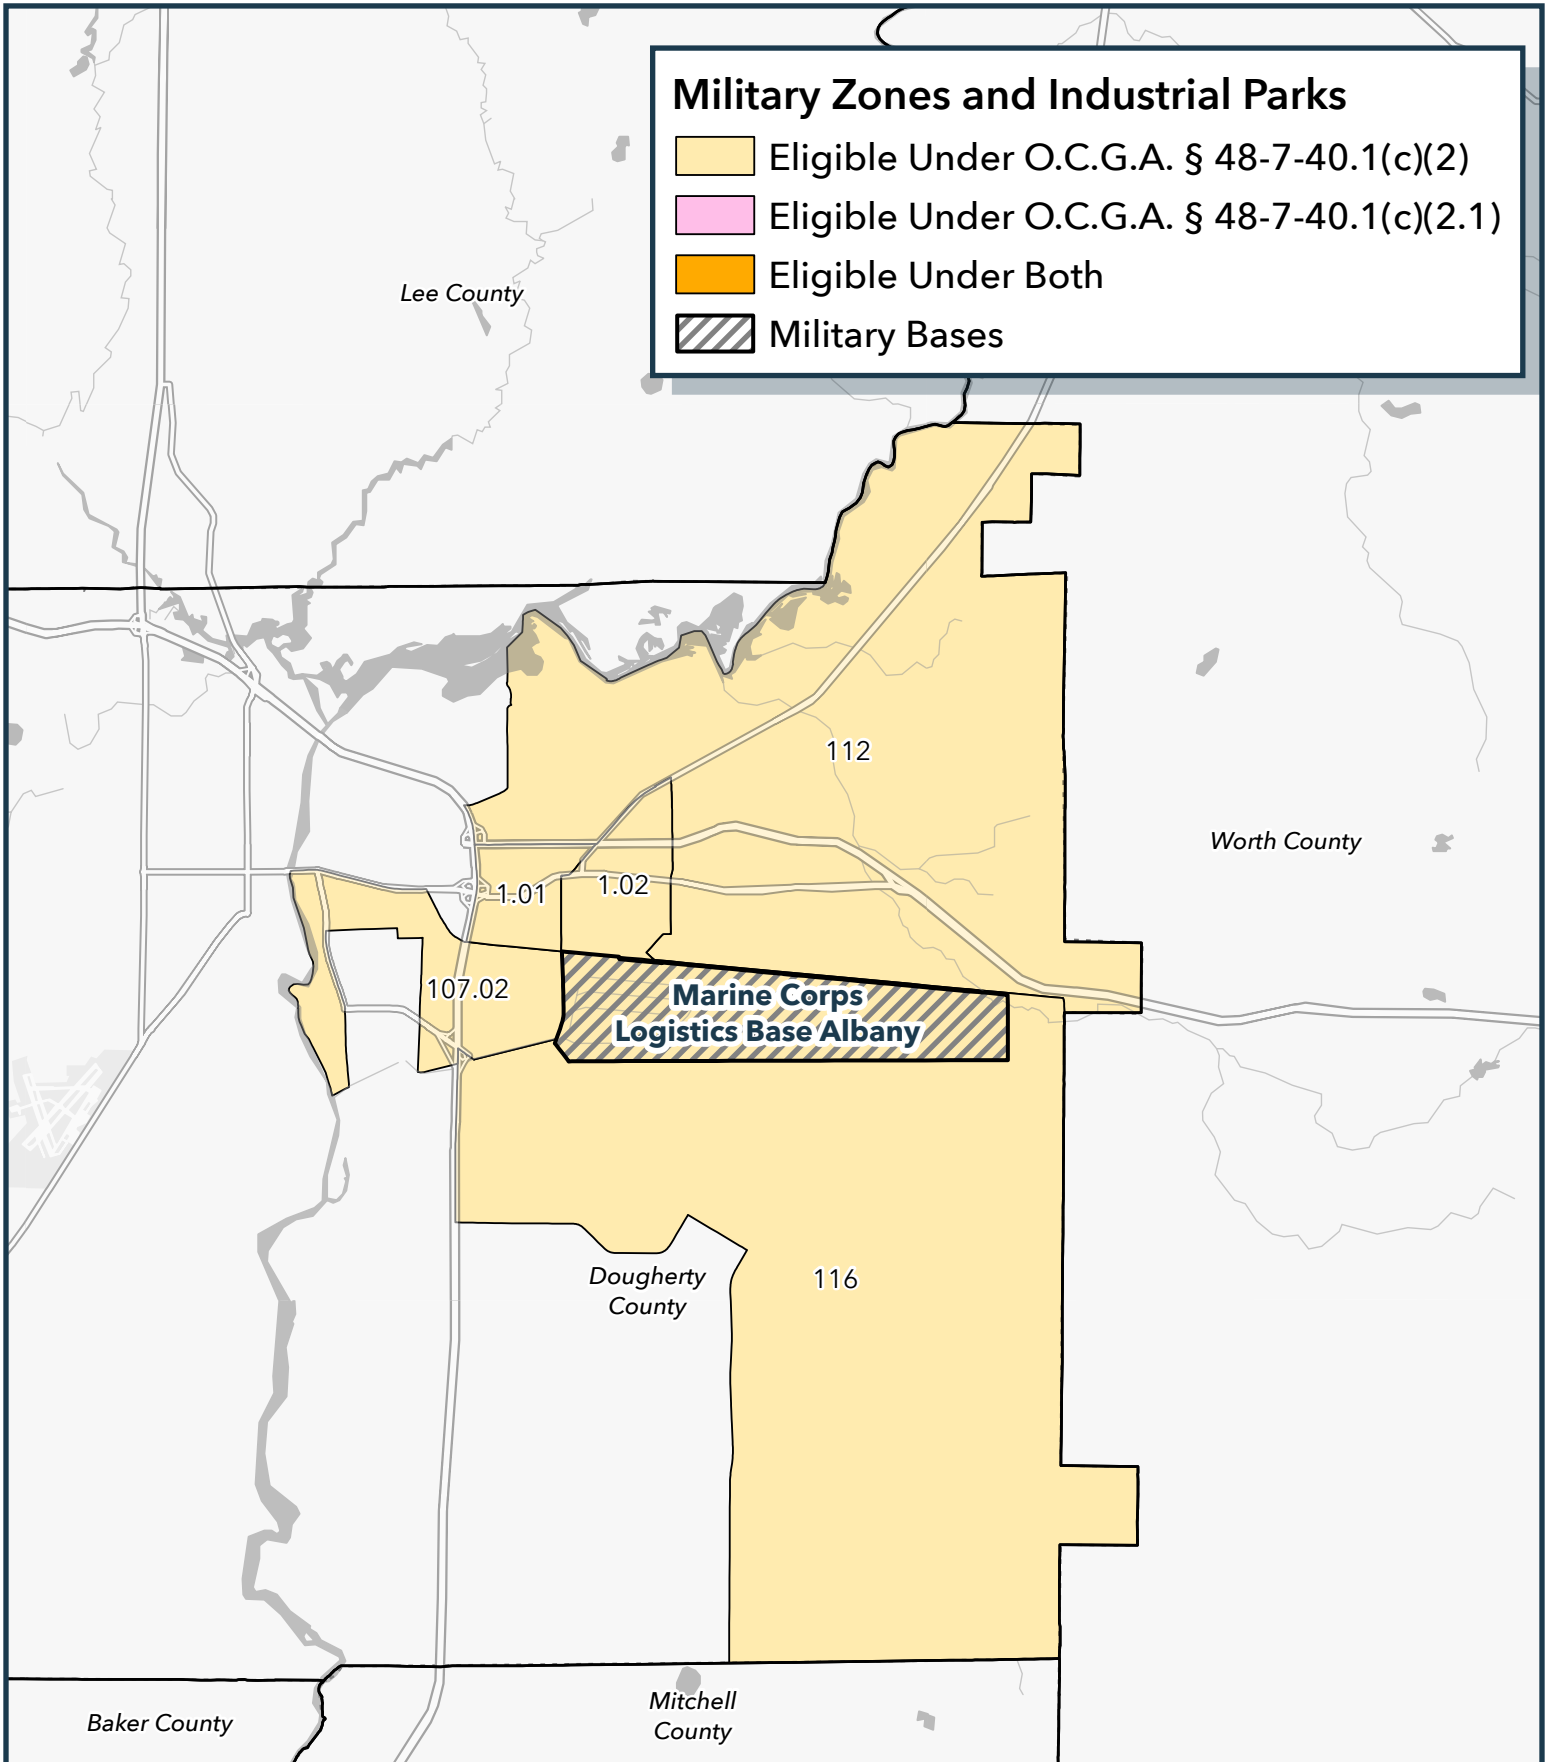 Military Zones and Industrial Parks
Eligible Under O.C.G.A. § 48-7-40.1(c)(2)
Eligible Under O.C.G.A. § 48-7-40.1(c)(2.1)
Eligible Under Both
Military Bases
Lee County
112
Worth County
1.01
1.02
107.02
Marine Corps
Logistics Base Albany
Dougherty
County
116
Mitchell
County
Baker County